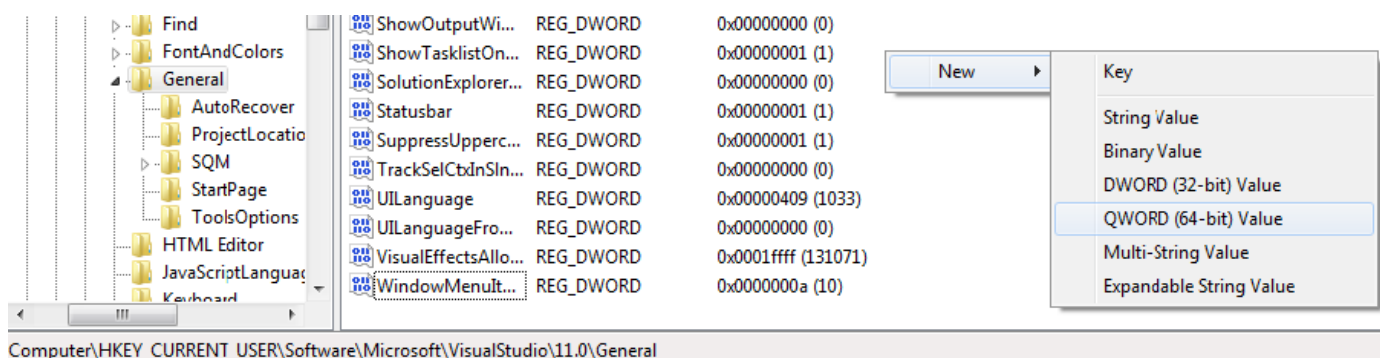 Find
FontAndColors
General
AutoRecover
ProjectLocatio
SQM
StartPage
ToolsOptions
HTML Editor
JavaScriptLanguag
Keyboard
ShowOutputWi... REG_DWORD 0x00000000 (0)
ShowTasklistOn... REG_DWORD 0x00000001 (1)
SolutionExplorer... REG_DWORD 0x00000000 (0)
Statusbar REG_DWORD 0x00000001 (1)
SuppressUpperc... REG_DWORD 0x00000001 (1)
TrackSelCtxInSln... REG_DWORD 0x00000000 (0)
UILanguage REG_DWORD 0x00000409 (1033)
UILanguageFro... REG_DWORD 0x00000000 (0)
VisualEffectsAllo... REG_DWORD 0x0001ffff (131071)
WindowMenuIt... REG_DWORD 0x0000000a (10)
New
Key
String Value
Binary Value
DWORD (32-bit) Value
QWORD (64-bit) Value
Multi-String Value
Expandable String Value
Computer\HKEY_CURRENT_USER\Software\Microsoft\VisualStudio\11.0\General